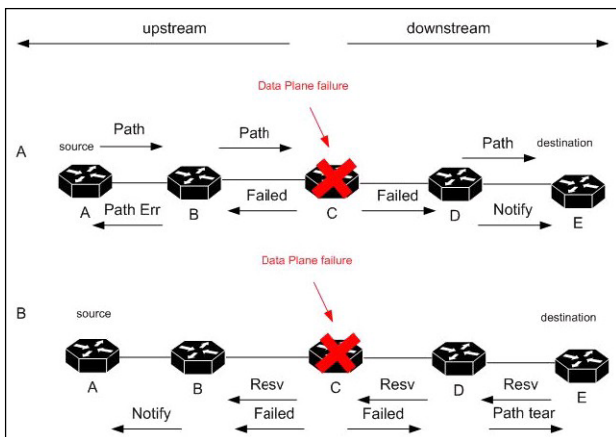 upstream
downstream
Data Plane failure
A
source
Path
Path
Path
destination
Path Err
Failed
Failed
Notify
A
B
C
D
E
Data Plane failure
B
source
destination
A
B
C
D
E
Resv
Resv
Resv
Notify
Failed
Failed
Path tear